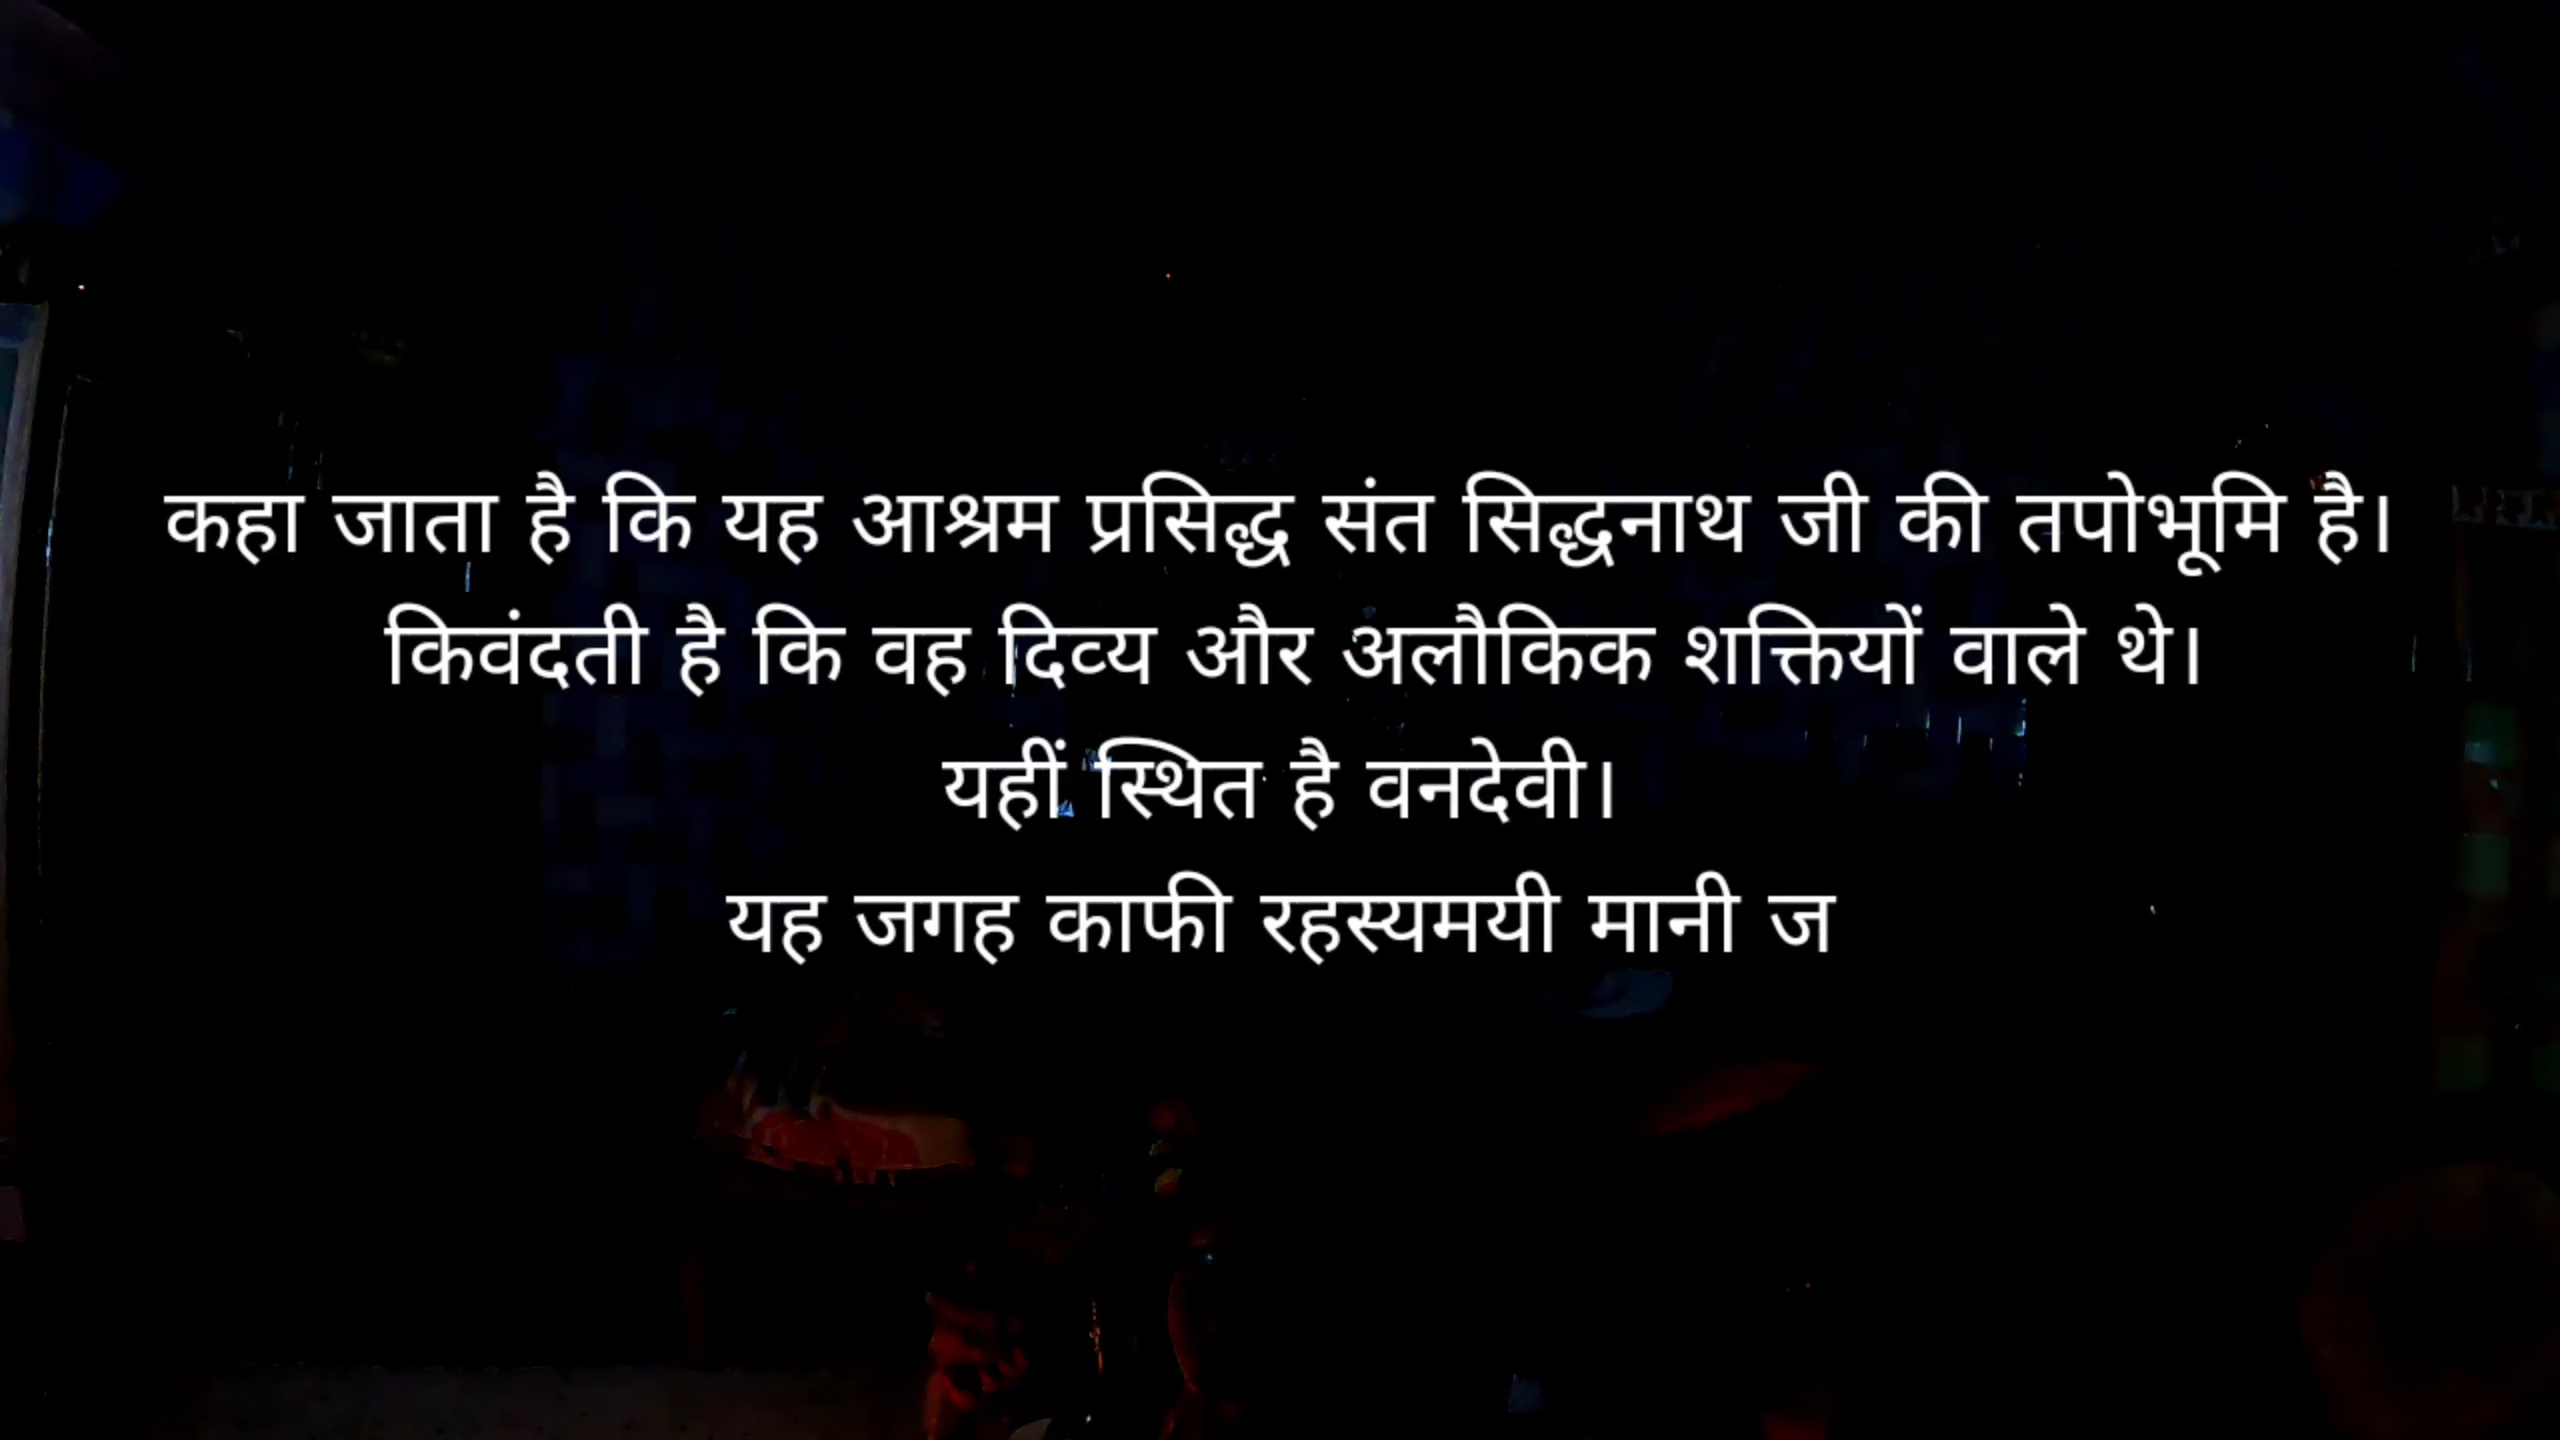 कहा जाता है कि यह आश्रम प्रसिद्ध संत सिद्धनाथ जी की तपोभूमि है।
किवंदती है कि वह दिव्य और अलौकिक शक्तियों वाले थे।
यहीं स्थित है वनदेवी।
यह जगह काफी रहस्यमयी मानी ज